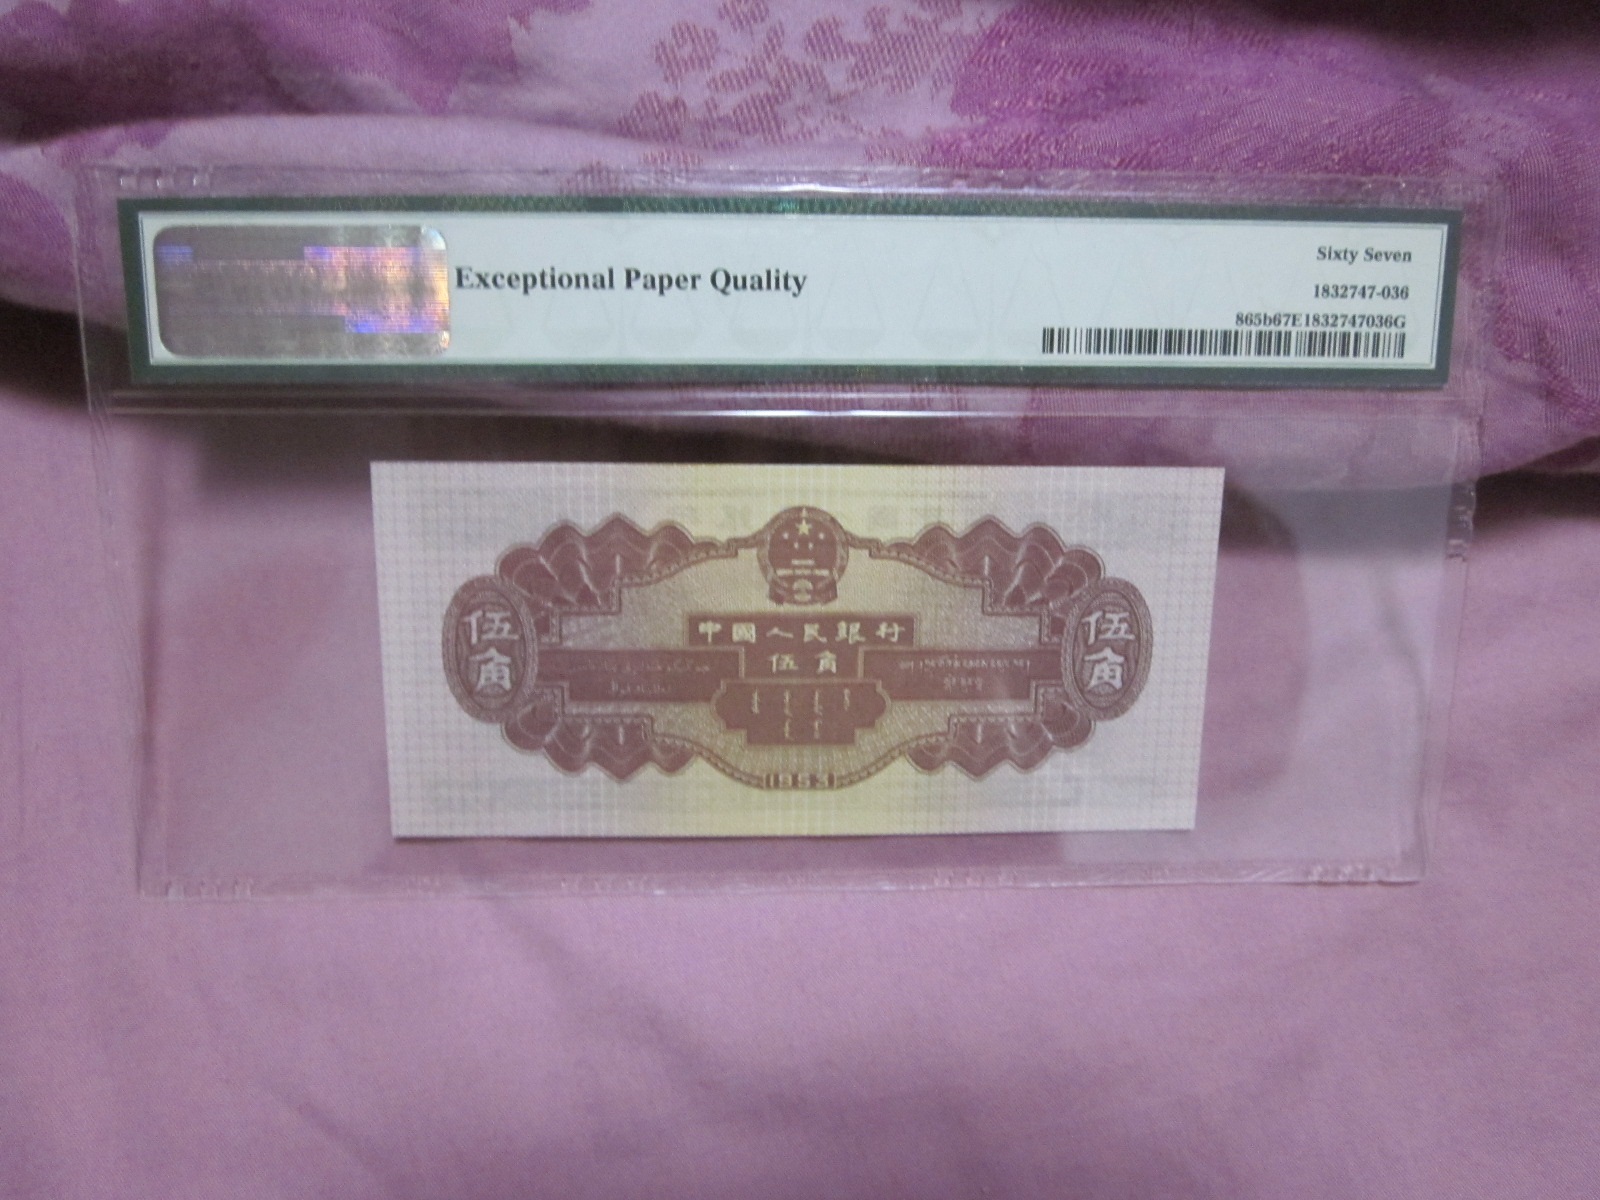 Exceptional Paper Quality
Sixty Seven
1832747-036
865b67E1832747036G
中國人民銀行
伍角
伍角
伍角
1953